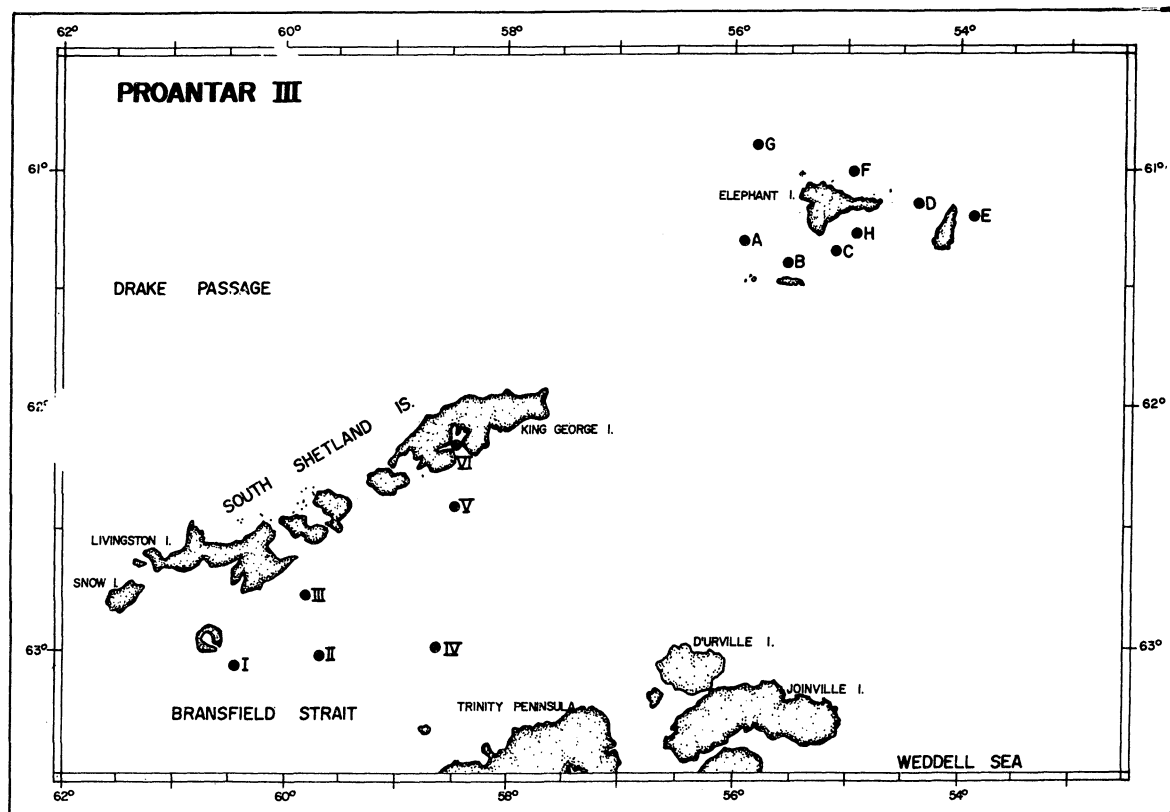 62° 60° 58° 56° 54°
PROANTAR III
G
61° F 61°
ELEPHANT I.
D
E
A H
C
B
DRAKE PASSAGE
62° 62°
SOUTH SHETLAND IS.
KING GEORGE I.
VI
V
LIVINGSTON I.
SNOW I.
III
63° I II IV 63°
D'URVILLE I.
JOINVILLE I.
TRINITY PENINSULA
BRANSFIELD STRAIT
WEDDELL SEA
62° 60° 58° 56° 54°